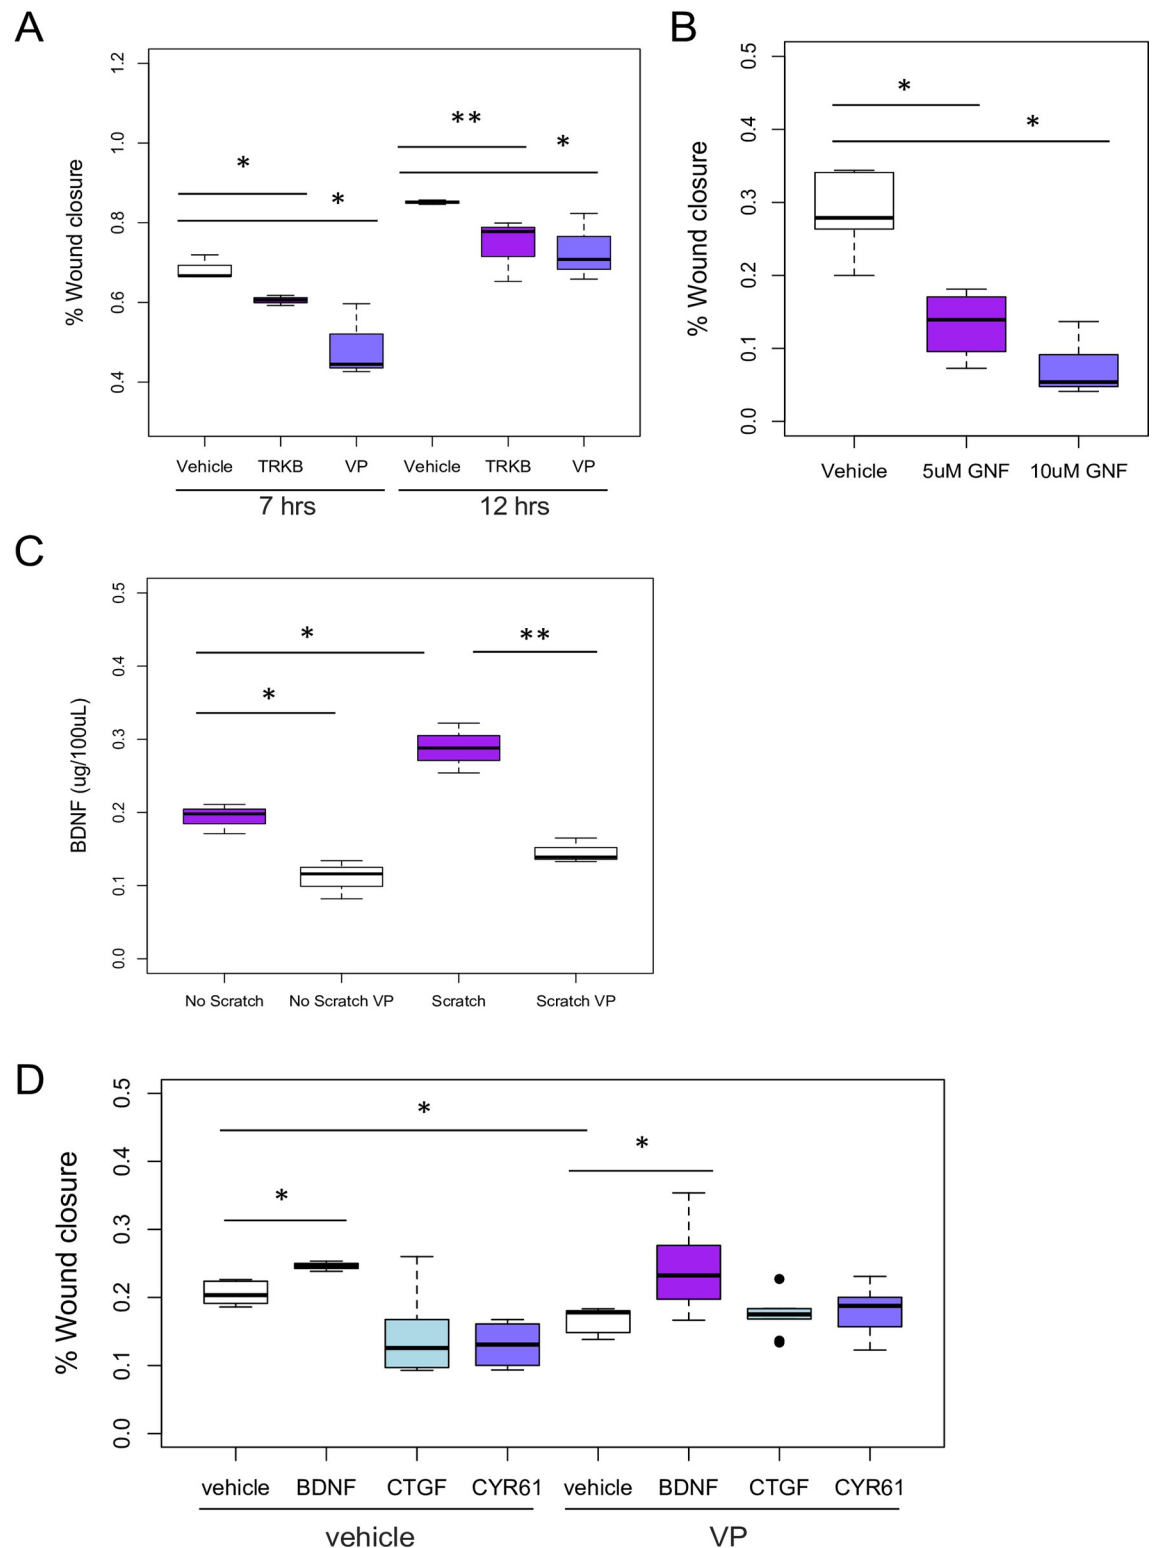 A
% Wound closure
1.2
1.0
0.8
0.6
0.4
*
*
**
*
Vehicle TRKB VP Vehicle TRKB VP
7 hrs 12 hrs
B
% Wound closure
0.5
0.4
0.3
0.2
0.1
0.0
*
*
Vehicle 5uM GNF 10uM GNF
C
BDNF (ug/100uL)
0.5
0.4
0.3
0.2
0.1
0.0
*
**
*
No Scratch No Scratch VP Scratch Scratch VP
D
% Wound closure
0.5
0.4
0.3
0.2
0.1
0.0
*
*
*
vehicle BDNF CTGF CYR61 vehicle BDNF CTGF CYR61
vehicle VP